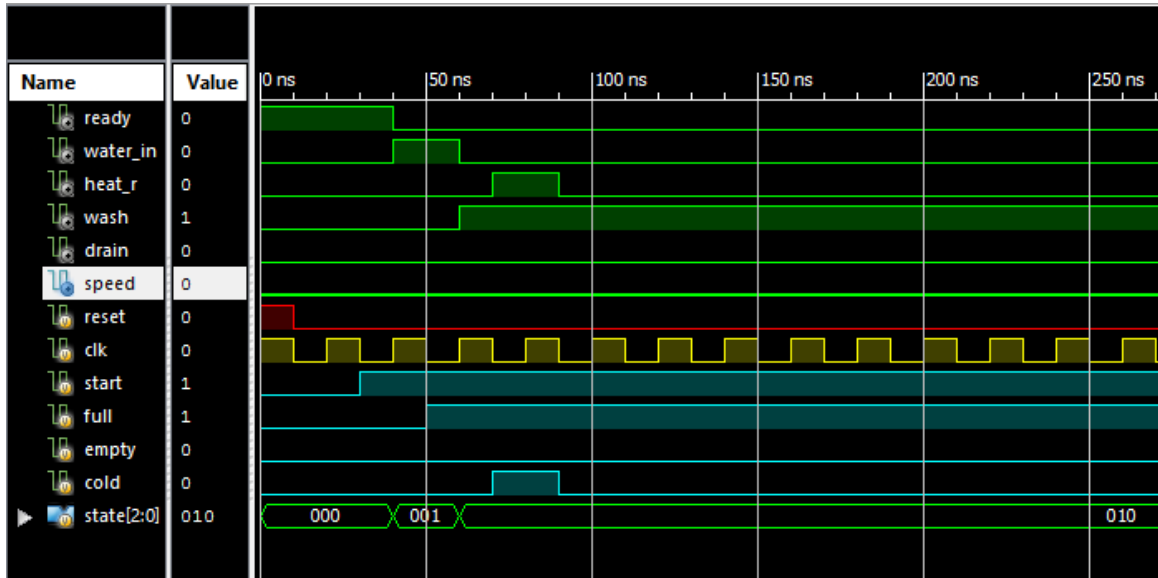 Name Value 0 ns 50 ns 100 ns 150 ns 200 ns 250 ns
ready 0
water_in 0
heat_r 0
wash 1
drain 0
speed 0
reset 0
clk 0
start 1
full 1
empty 0
cold 0
state[2:0] 010 000 001 010